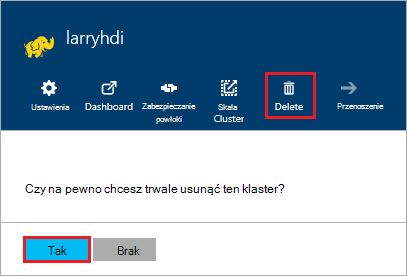 larryhdi
Ustawienia Dashboard Zabezpieczanie powłoki Skala Cluster Delete Przenoszenie
Czy na pewno chcesz trwale usunąć ten klaster?
Tak Brak